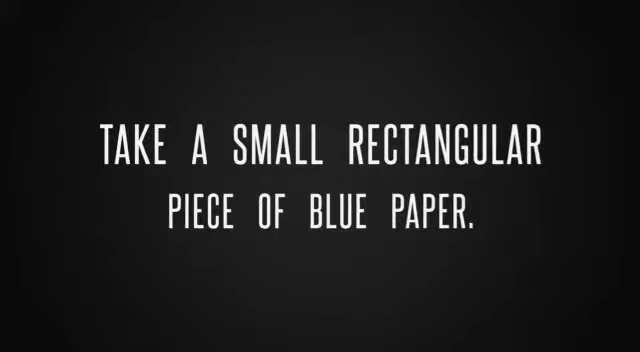 TAKE A SMALL RECTANGULAR
PIECE OF BLUE PAPER.